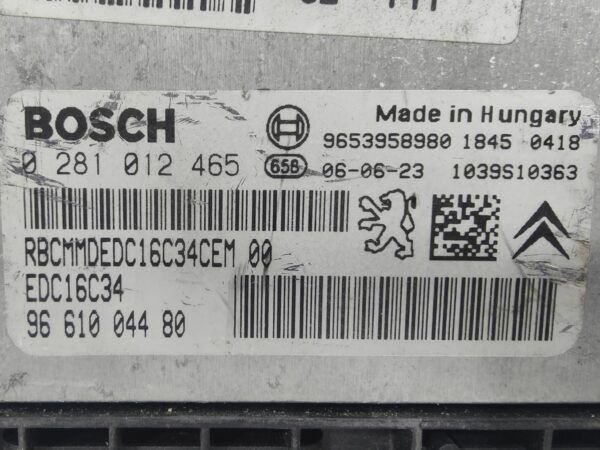 BOSCH
Made in Hungary
9653958980 1845 0418
0 281 012 465
658 06-06-23 1039S10363
RBCMMDEDC16C34CEM 00
EDC16C34
96 610 044 80